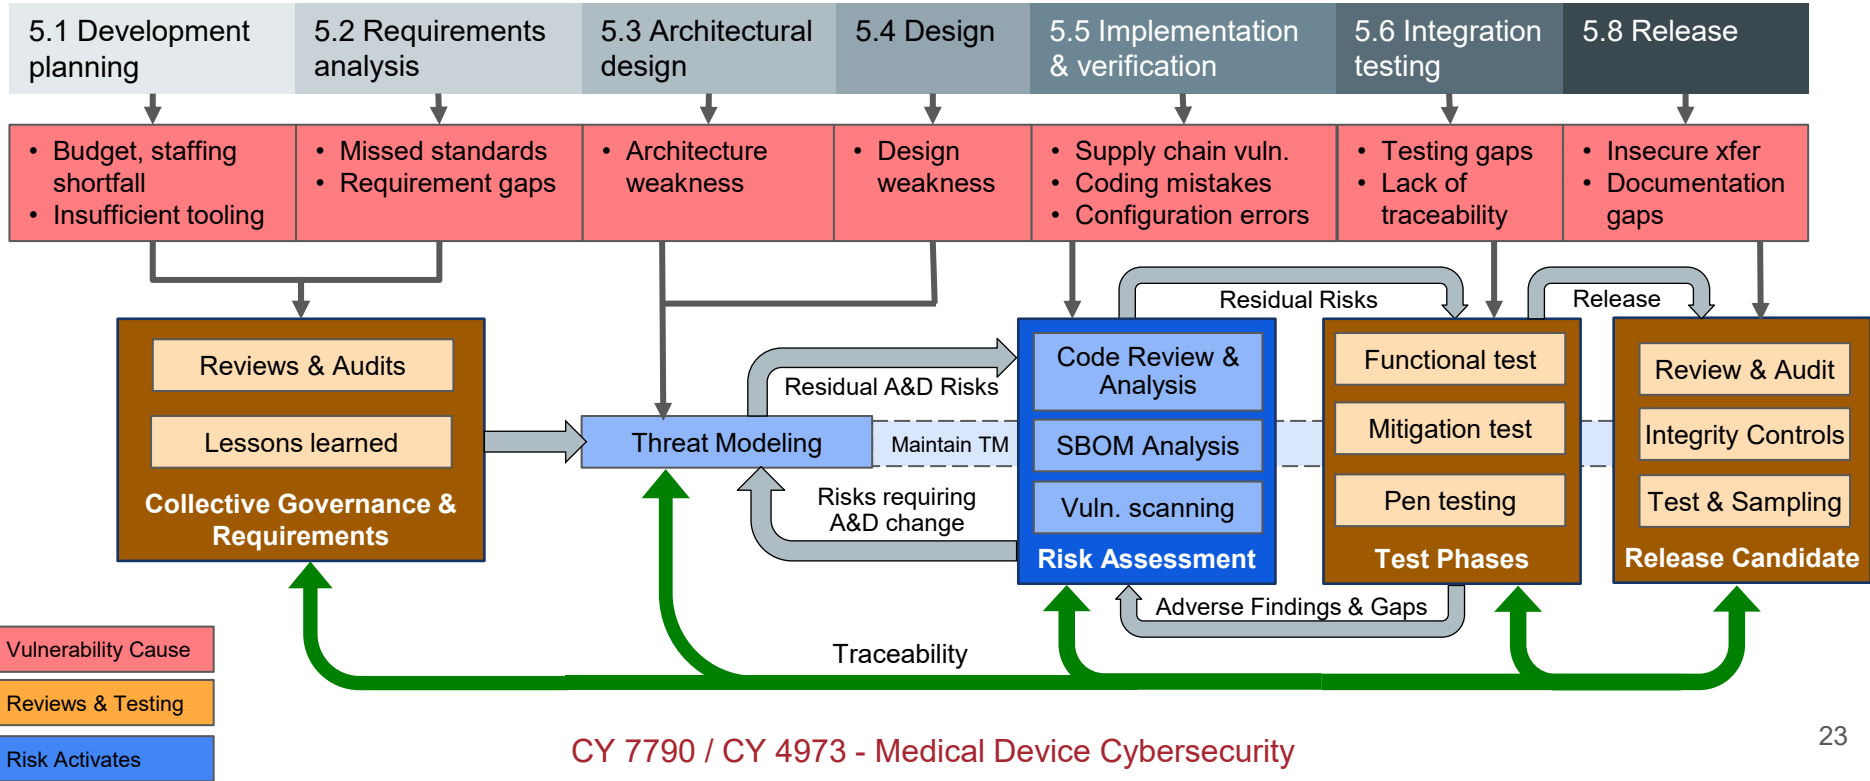 5.1 Development
planning
5.2 Requirements
analysis
5.3 Architectural
design
5.4 Design
5.5 Implementation
& verification
5.6 Integration
testing
5.8 Release
• Budget, staffing
shortfall
• Insufficient tooling
• Missed standards
• Requirement gaps
• Architecture
weakness
• Design
weakness
• Supply chain vuln.
• Coding mistakes
• Configuration errors
• Testing gaps
• Lack of
traceability
• Insecure xfer
• Documentation
gaps
Reviews & Audits
Lessons learned
Collective Governance &
Requirements
Threat Modeling
Residual A&D Risks
Maintain TM
Risks requiring
A&D change
Residual Risks
Code Review &
Analysis
SBOM Analysis
Vuln. scanning
Risk Assessment
Adverse Findings & Gaps
Functional test
Mitigation test
Pen testing
Test Phases
Release
Review & Audit
Integrity Controls
Test & Sampling
Release Candidate
Traceability
Vulnerability Cause
Reviews & Testing
Risk Activates
CY 7790 / CY 4973 - Medical Device Cybersecurity
23